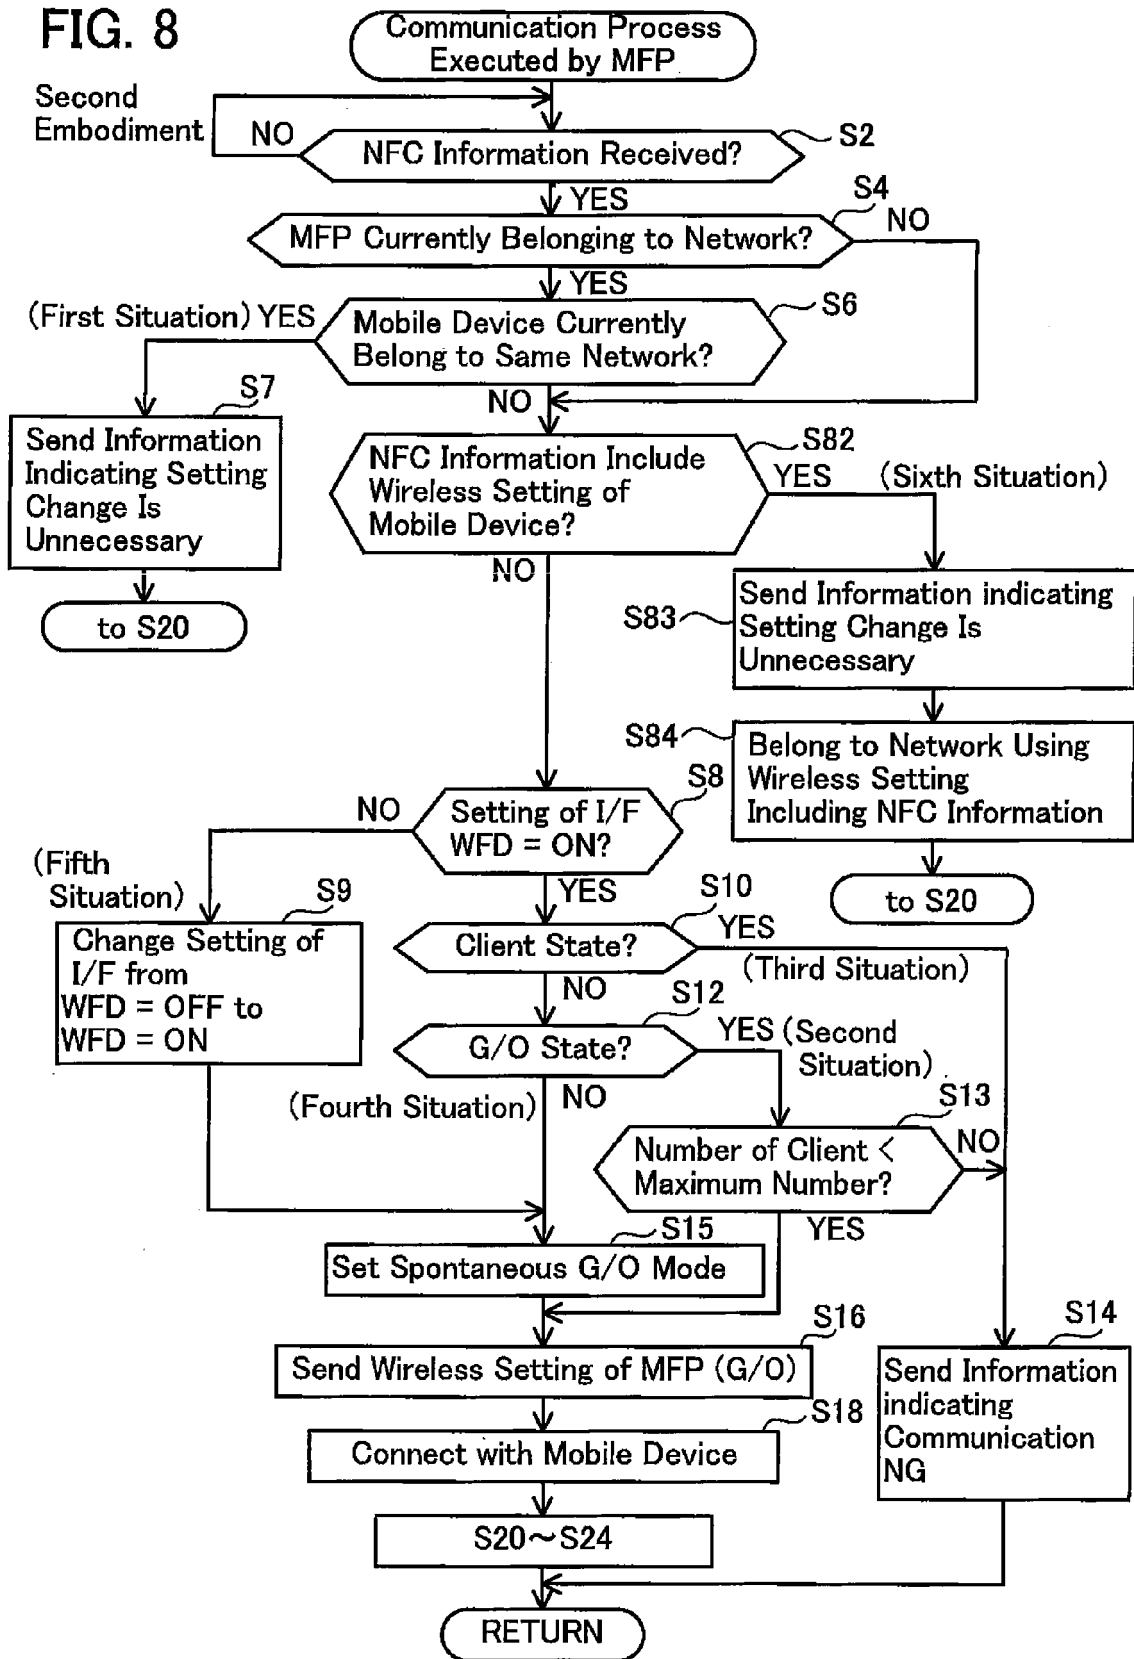 FIG. 8
Communication Process
Executed by MFP
Second
Embodiment
NO
S2
NFC Information Received?
YES
S4
NO
MFP Currently Belonging to Network?
YES
(First Situation) YES
S6
Mobile Device Currently
Belong to Same Network?
NO
S7
Send Information
Indicating Setting
Change Is
Unnecessary
to S20
S82
NFC Information Include
Wireless Setting of
Mobile Device?
YES
(Sixth Situation)
NO
S83
Send Information indicating
Setting Change Is
Unnecessary
S84
Belong to Network Using
Wireless Setting
Including NFC Information
to S20
S8
NO
Setting of I/F
WFD = ON?
YES
(Fifth
Situation)
S9
Change Setting of
I/F from
WFD = OFF to
WFD = ON
S10
Client State?
YES
(Third Situation)
NO
S12
G/O State?
YES (Second
Situation)
NO
(Fourth Situation)
S13
Number of Client <
Maximum Number?
NO
YES
S15
Set Spontaneous G/O Mode
S16
Send Wireless Setting of MFP (G/O)
S14
Send Information
indicating
Communication
NG
S18
Connect with Mobile Device
S20~S24
RETURN